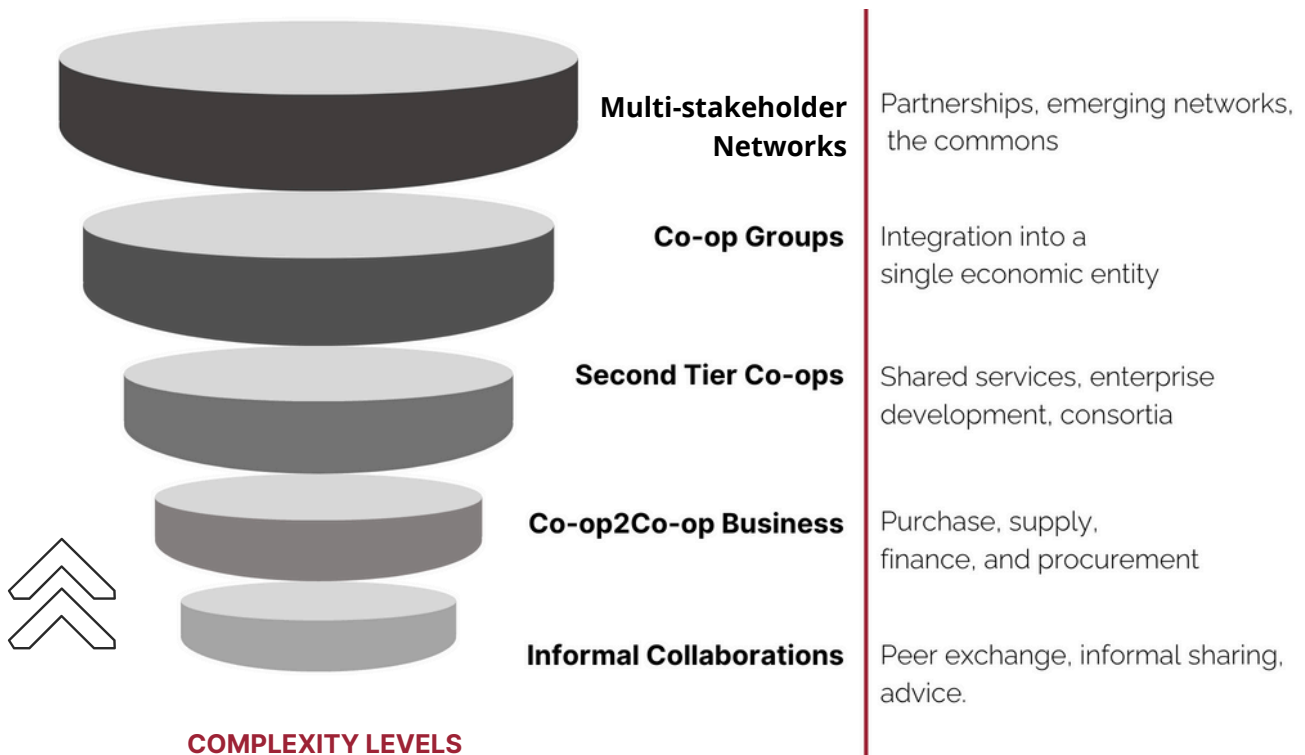 Multi-stakeholder
Networks
Partnerships, emerging networks,
the commons
Co-op Groups
Integration into a
single economic entity
Second Tier Co-ops
Shared services, enterprise
development, consortia
Co-op2Co-op Business
Purchase, supply,
finance, and procurement
Informal Collaborations
Peer exchange, informal sharing,
advice.
COMPLEXITY LEVELS